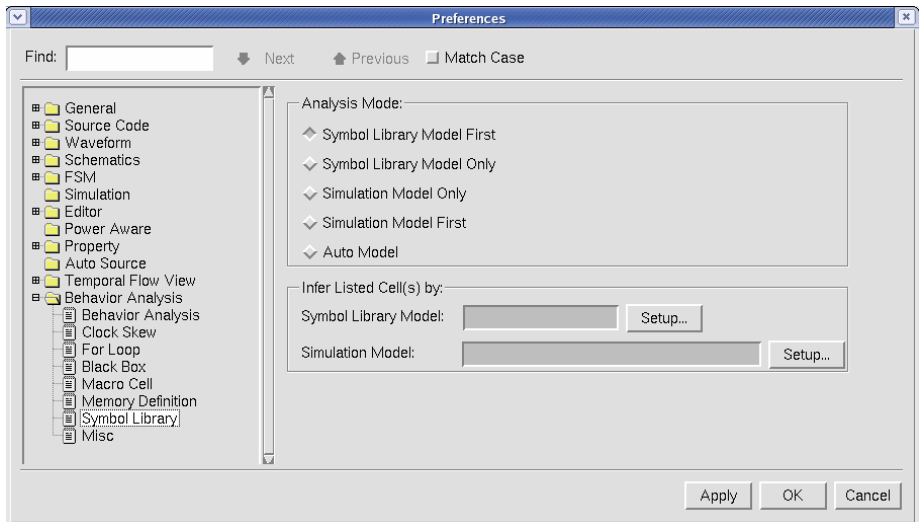 Preferences
Find:
Next
Previous
Match Case
General
Source Code
Waveform
Schematics
FSM
Simulation
Editor
Power Aware
Property
Auto Source
Temporal Flow View
Behavior Analysis
Behavior Analysis
Clock Skew
For Loop
Black Box
Macro Cell
Memory Definition
Symbol Library
Misc
Analysis Mode:
Symbol Library Model First
Symbol Library Model Only
Simulation Model Only
Simulation Model First
Auto Model
Infer Listed Cell(s) by:
Symbol Library Model:
Setup...
Simulation Model:
Setup...
Apply
OK
Cancel